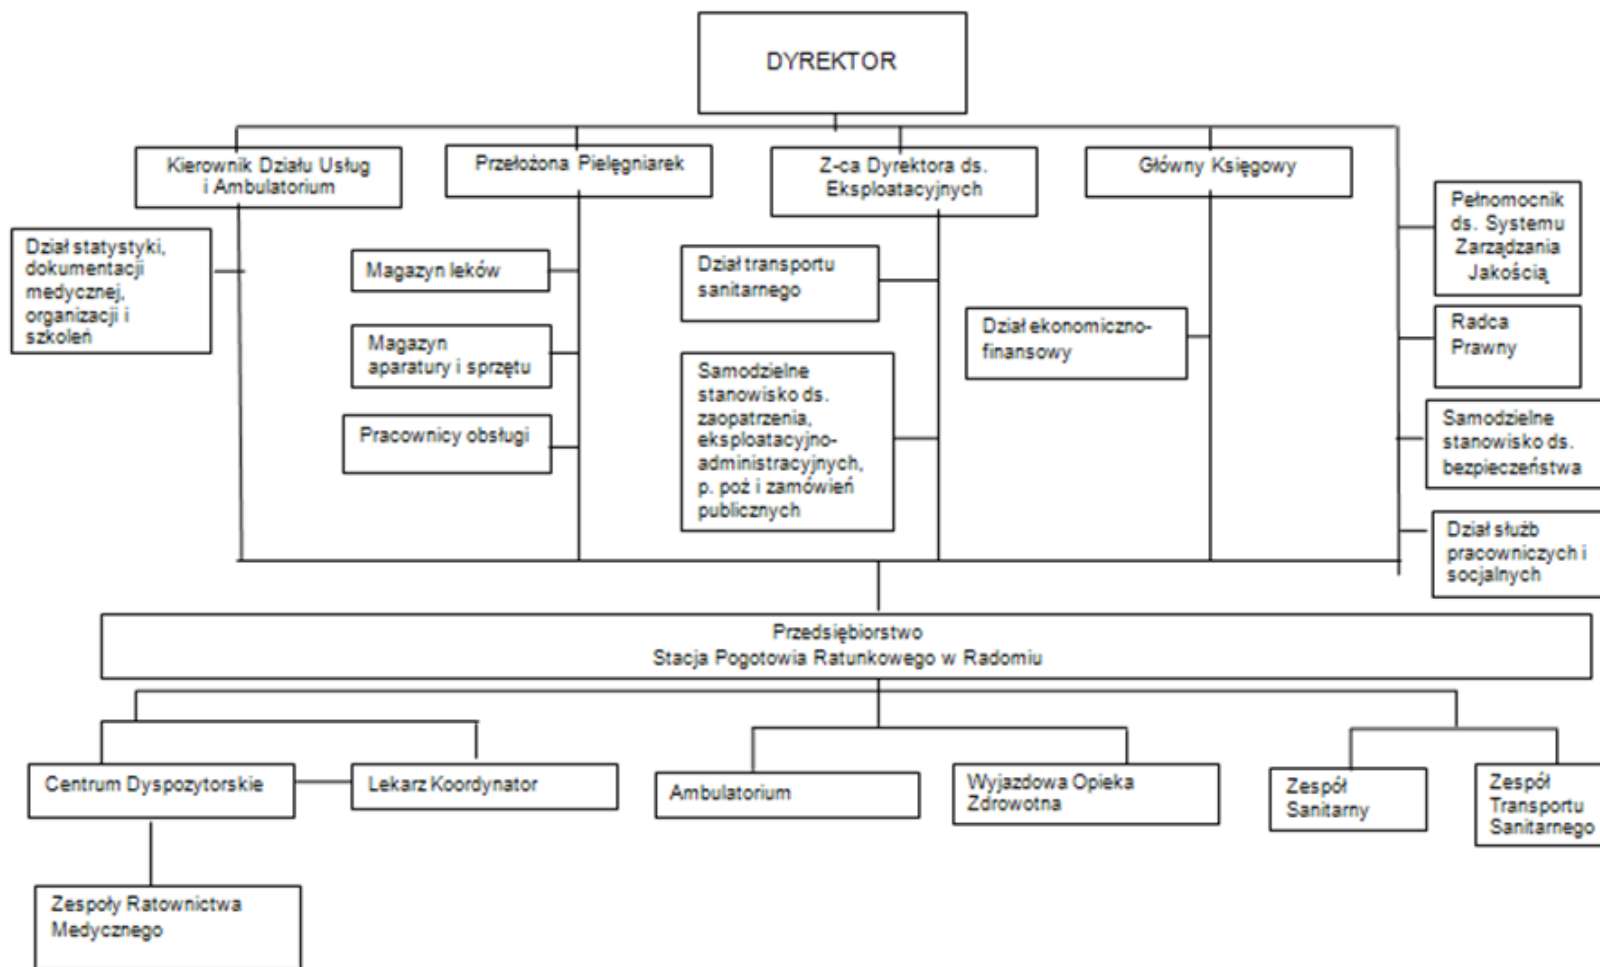 DYREKTOR
Kierownik Działu Usług
i Ambulatorium
Przełożona Pielęgniarek
Z-ca Dyrektora ds.
Eksploatacyjnych
Główny Księgowy
Pełnomocnik
ds. Systemu
Zarządzania
Jakością
Dział statystyki,
dokumentacji
medycznej,
organizacji i
szkoleń
Magazyn leków
Dział transportu
sanitarnego
Radca
Prawny
Magazyn
aparatury i sprzętu
Dział ekonomiczno-
finansowy
Samodzielne
stanowisko ds.
zaopatrzenia,
eksploatacyjno-
administracyjnych,
p. poż i zamówień
publicznych
Pracownicy obsługi
Samodzielne
stanowisko ds.
bezpieczeństwa
Dział służb
pracowniczych i
socjalnych
Przedsiębiorstwo
Stacja Pogotowia Ratunkowego w Radomiu
Centrum Dyspozytorskie
Lekarz Koordynator
Ambulatorium
Wyjazdowa Opieka
Zdrowotna
Zespół
Sanitarny
Zespół
Transportu
Sanitarnego
Zespoły Ratownictwa
Medycznego